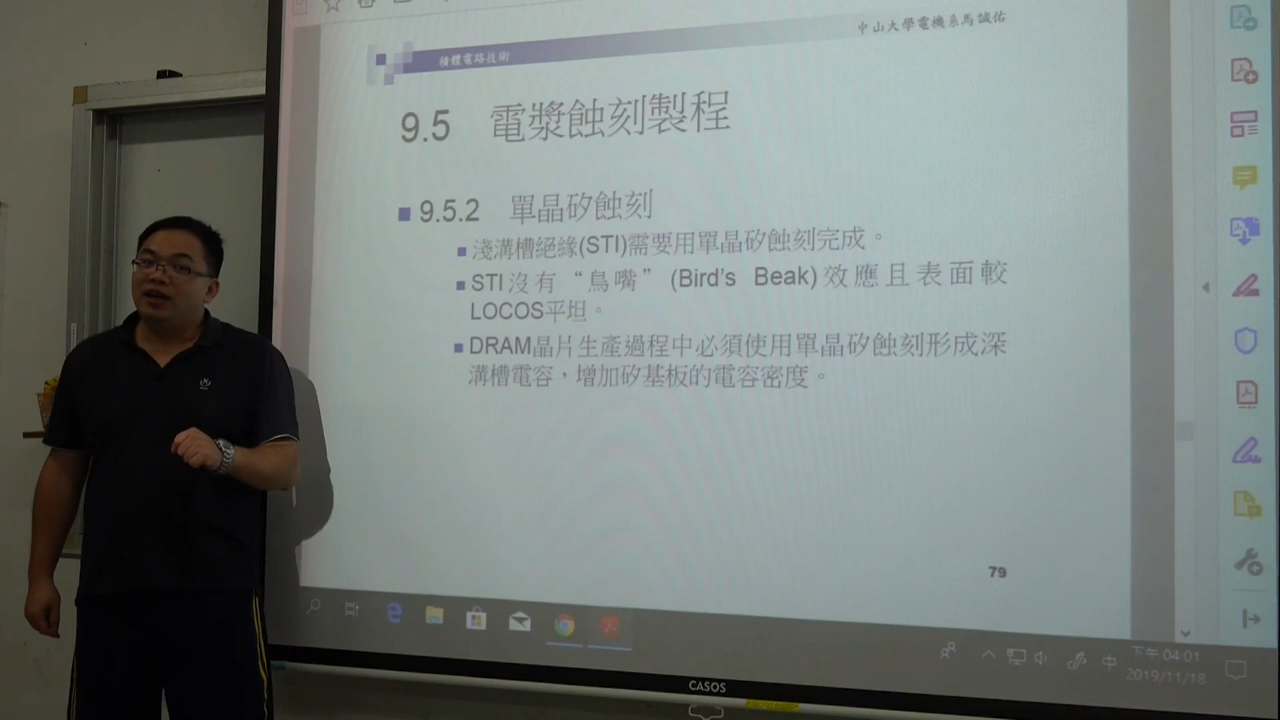 中山大學電機系馬誠佑
積體電路技術
9.5 電漿蝕刻製程
9.5.2 單晶矽蝕刻
淺溝槽絕緣(STI)需要用單晶矽蝕刻完成。
STI沒有“鳥嘴”(Bird's Beak)效應且表面較
LOCOS平坦。
DRAM晶片生產過程中必須使用單晶矽蝕刻形成深
溝槽電容，增加矽基板的電容密度。
79
中
下午 04:01
2019/11/18
CASOS